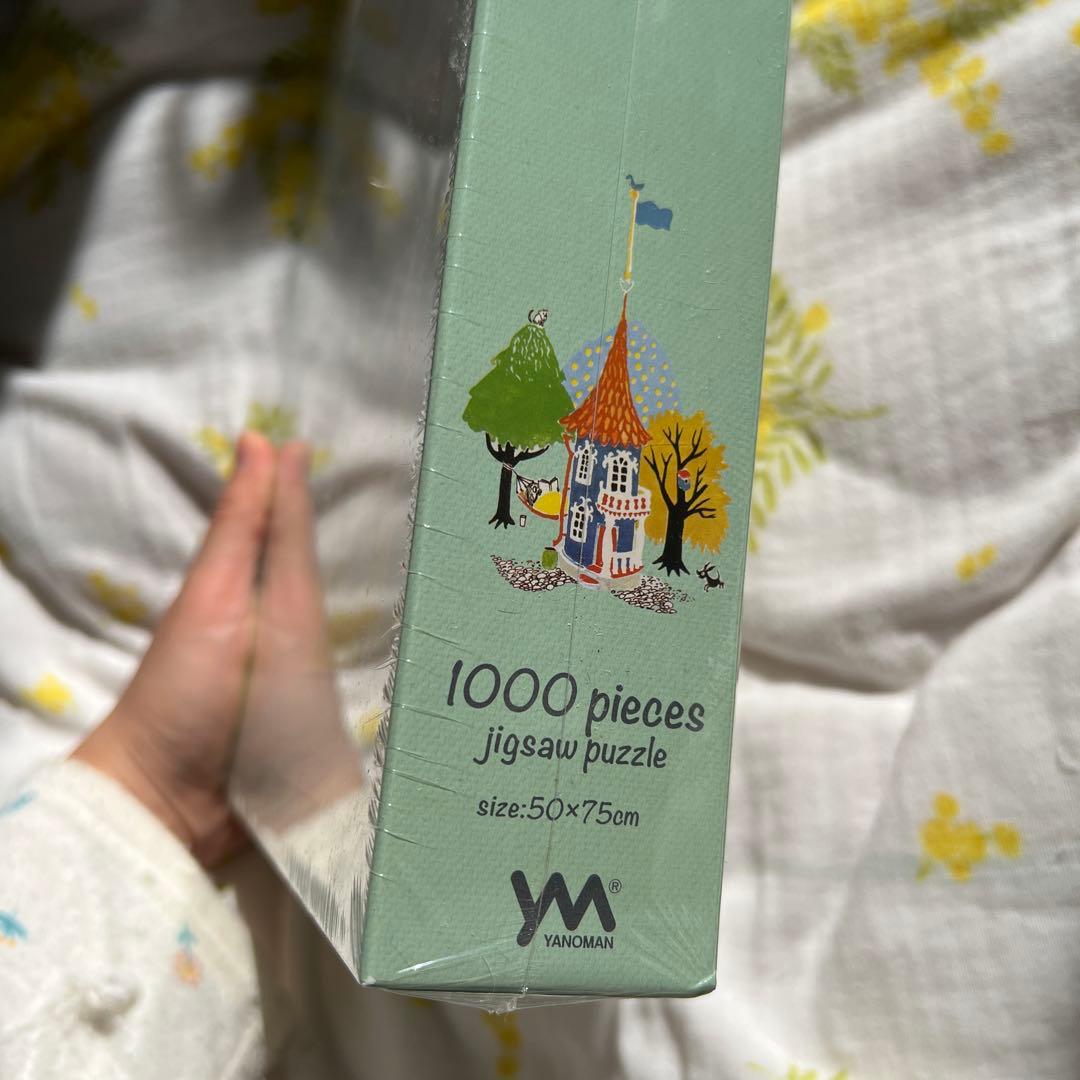 1000 pieces
jigsaw puzzle
size:50×75cm
YM®
YANOMAN